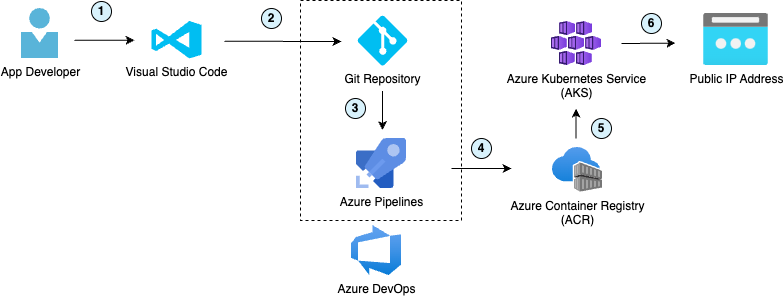 1
2
6
App Developer
Visual Studio Code
Git Repository
Azure Kubernetes Service
(AKS)
Public IP Address
3
5
4
Azure Pipelines
Azure Container Registry
(ACR)
Azure DevOps